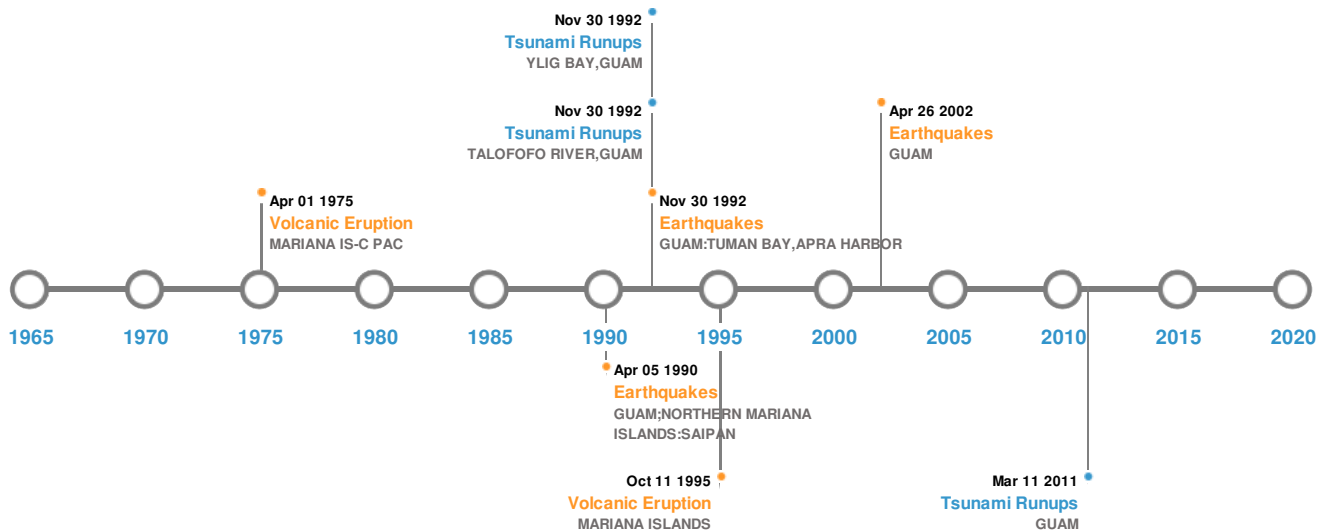 Nov 30 1992
Tsunami Runups
YLIG BAY,GUAM
Nov 30 1992
Tsunami Runups
TALOFOFO RIVER,GUAM
Apr 26 2002
Earthquakes
GUAM
Apr 01 1975
Volcanic Eruption
MARIANA IS-C PAC
Nov 30 1992
Earthquakes
GUAM:TUMAN BAY,APRA HARBOR
1965 1970 1975 1980 1985 1990 1995 2000 2005 2010 2015 2020
Apr 05 1990
Earthquakes
GUAM;NORTHERN MARIANA
ISLANDS:SAIPAN
Oct 11 1995
Volcanic Eruption
MARIANA ISLANDS
Mar 11 2011
Tsunami Runups
GUAM